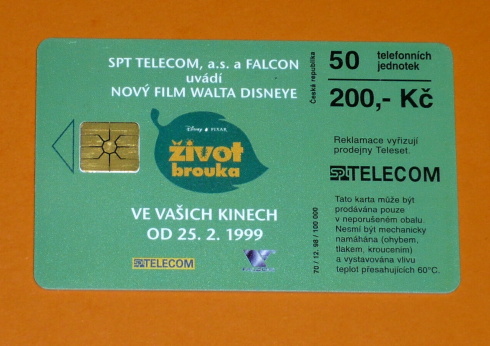 SPT TELECOM, a.s. a FALCON
uvádí
NOVÝ FILM WALTA DISNEYE
DISNEY PIXAR
život
brouka
VE VAŠICH KINECH
OD 25. 2. 1999
SPT TELECOM
Česká republika
50 telefonních
jednotek
200,- Kč
Reklamace vyřizují
prodejny Teleset.
SPT TELECOM
Tato karta může být
prodávána pouze
v neporušeném obalu.
Nesmí být mechanicky
namáhána (ohybem,
tlakem, kroucením)
a vystavována vlivu
teplot přesahujících 60°C.
70 / 12. 98 / 100 000